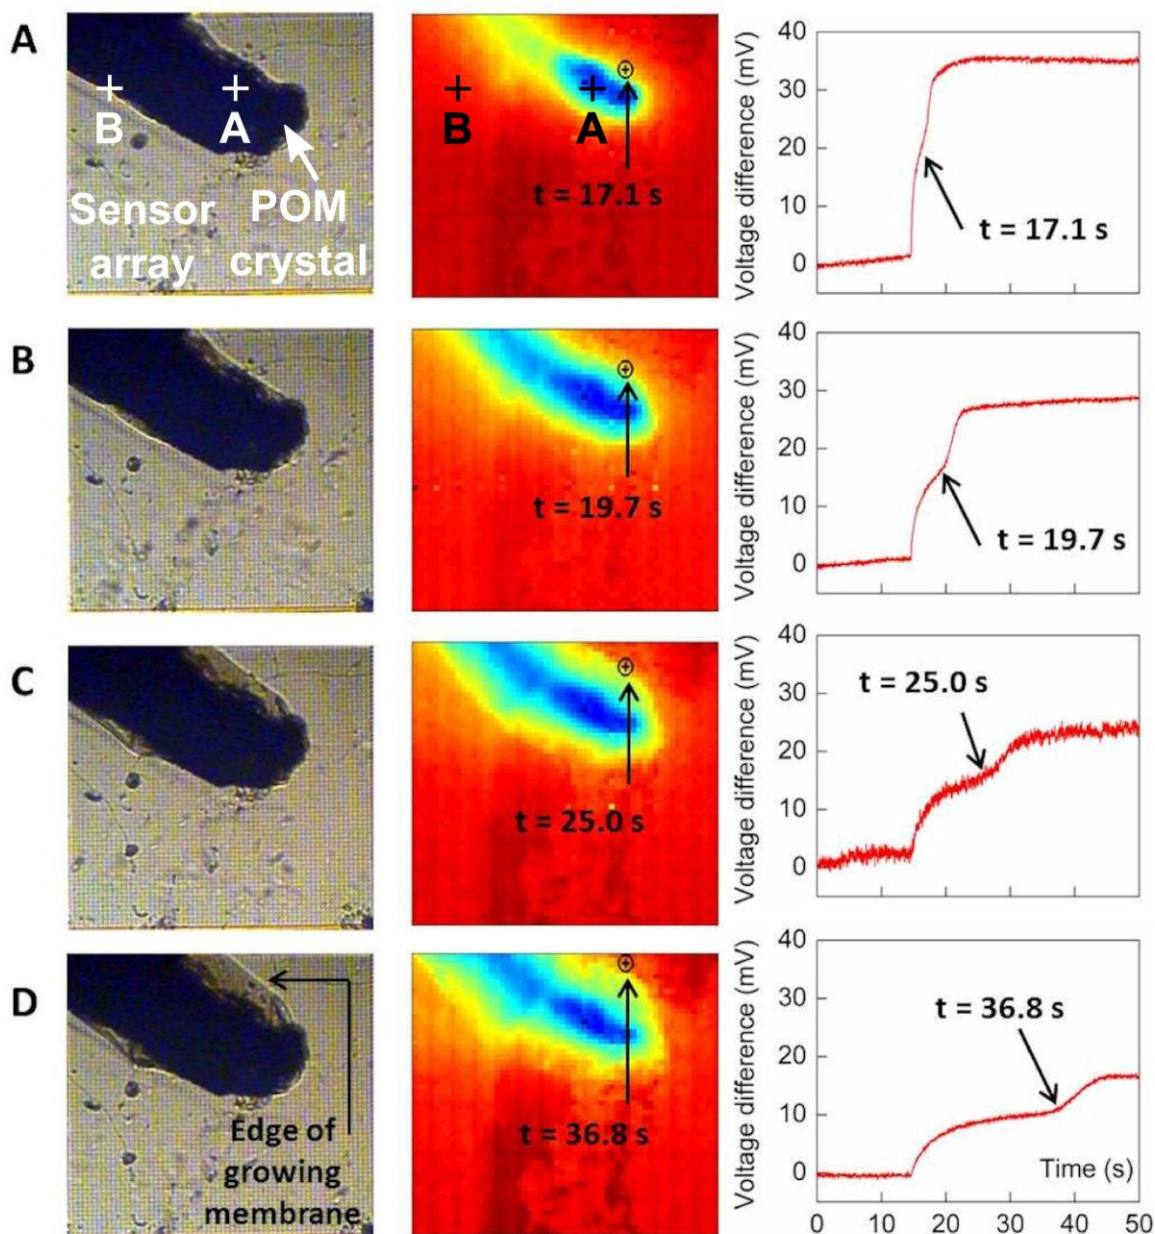 A
B
A
Sensor
array
POM
crystal
B
A
t = 17.1 s
Voltage difference (mV)
40
30
20
10
0
t = 17.1 s
B
t = 19.7 s
Voltage difference (mV)
40
30
20
10
0
t = 19.7 s
C
t = 25.0 s
Voltage difference (mV)
40
30
20
10
0
t = 25.0 s
D
Edge of
growing
membrane
t = 36.8 s
Voltage difference (mV)
40
30
20
10
0
t = 36.8 s
Time (s)
0 10 20 30 40 50